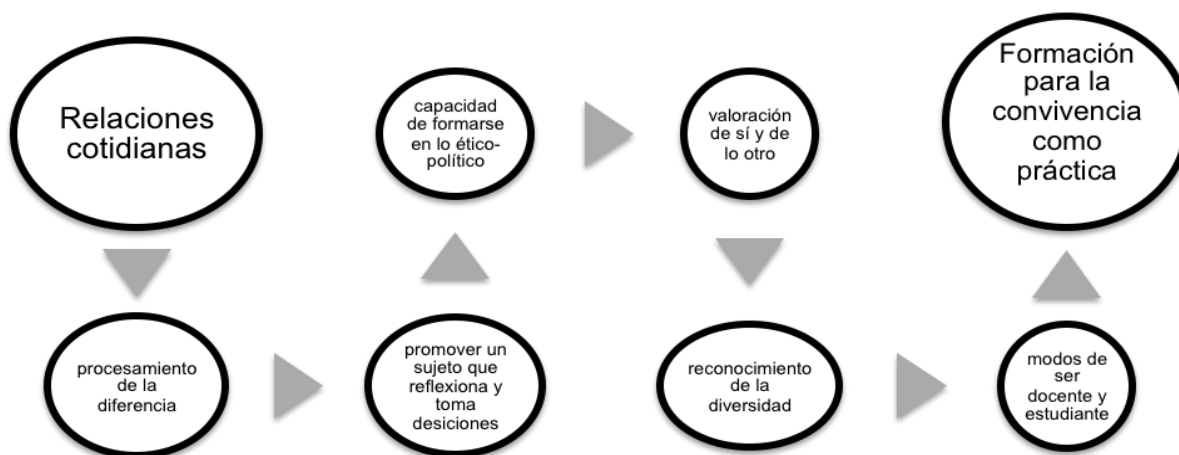 Relaciones
cotidianas
procesamiento
de la
diferencia
promover un
sujeto que
reflexiona y
toma
desiciones
capacidad
de formarse
en lo ético-
político
valoración
de sí y de
lo otro
reconocimiento
de la
diversidad
modos de
ser
docente y
estudiante
Formación
para la
convivencia
como
práctica